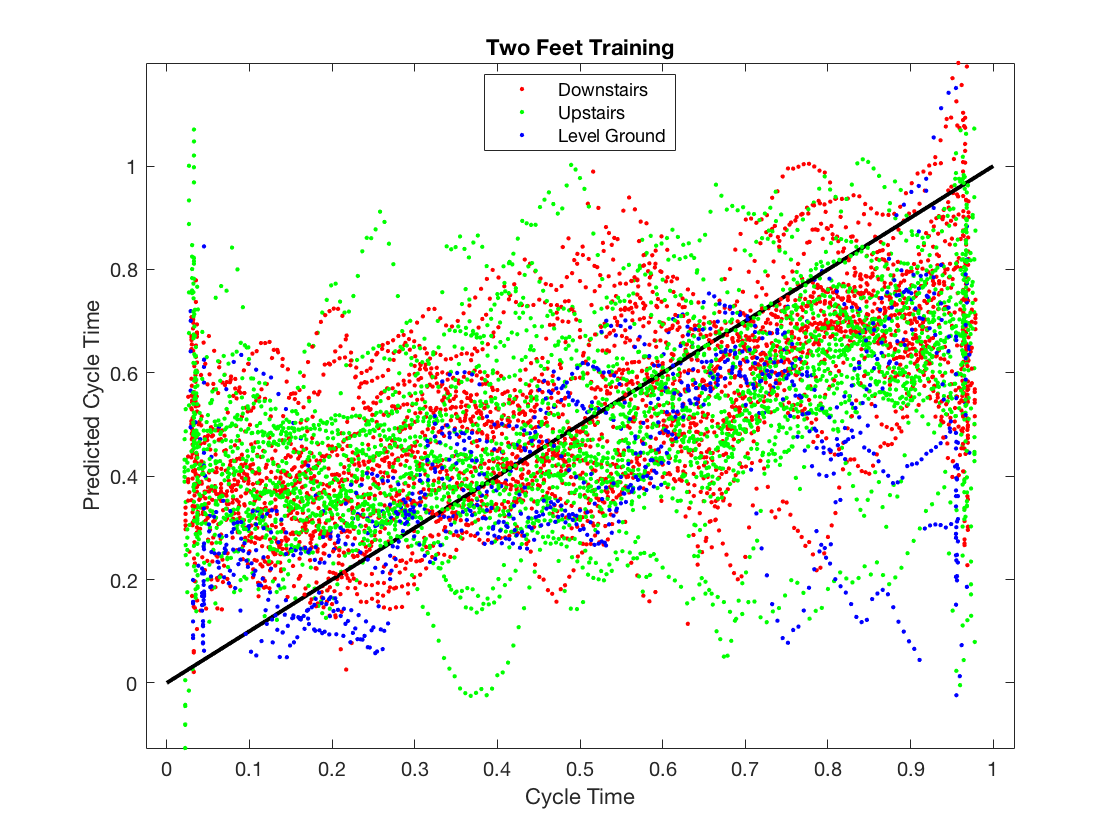 Two Feet Training
Downstairs
Upstairs
Level Ground
1
0.8
0.6
0.4
0.2
0
Predicted Cycle Time
0 0.1 0.2 0.3 0.4 0.5 0.6 0.7 0.8 0.9 1
Cycle Time